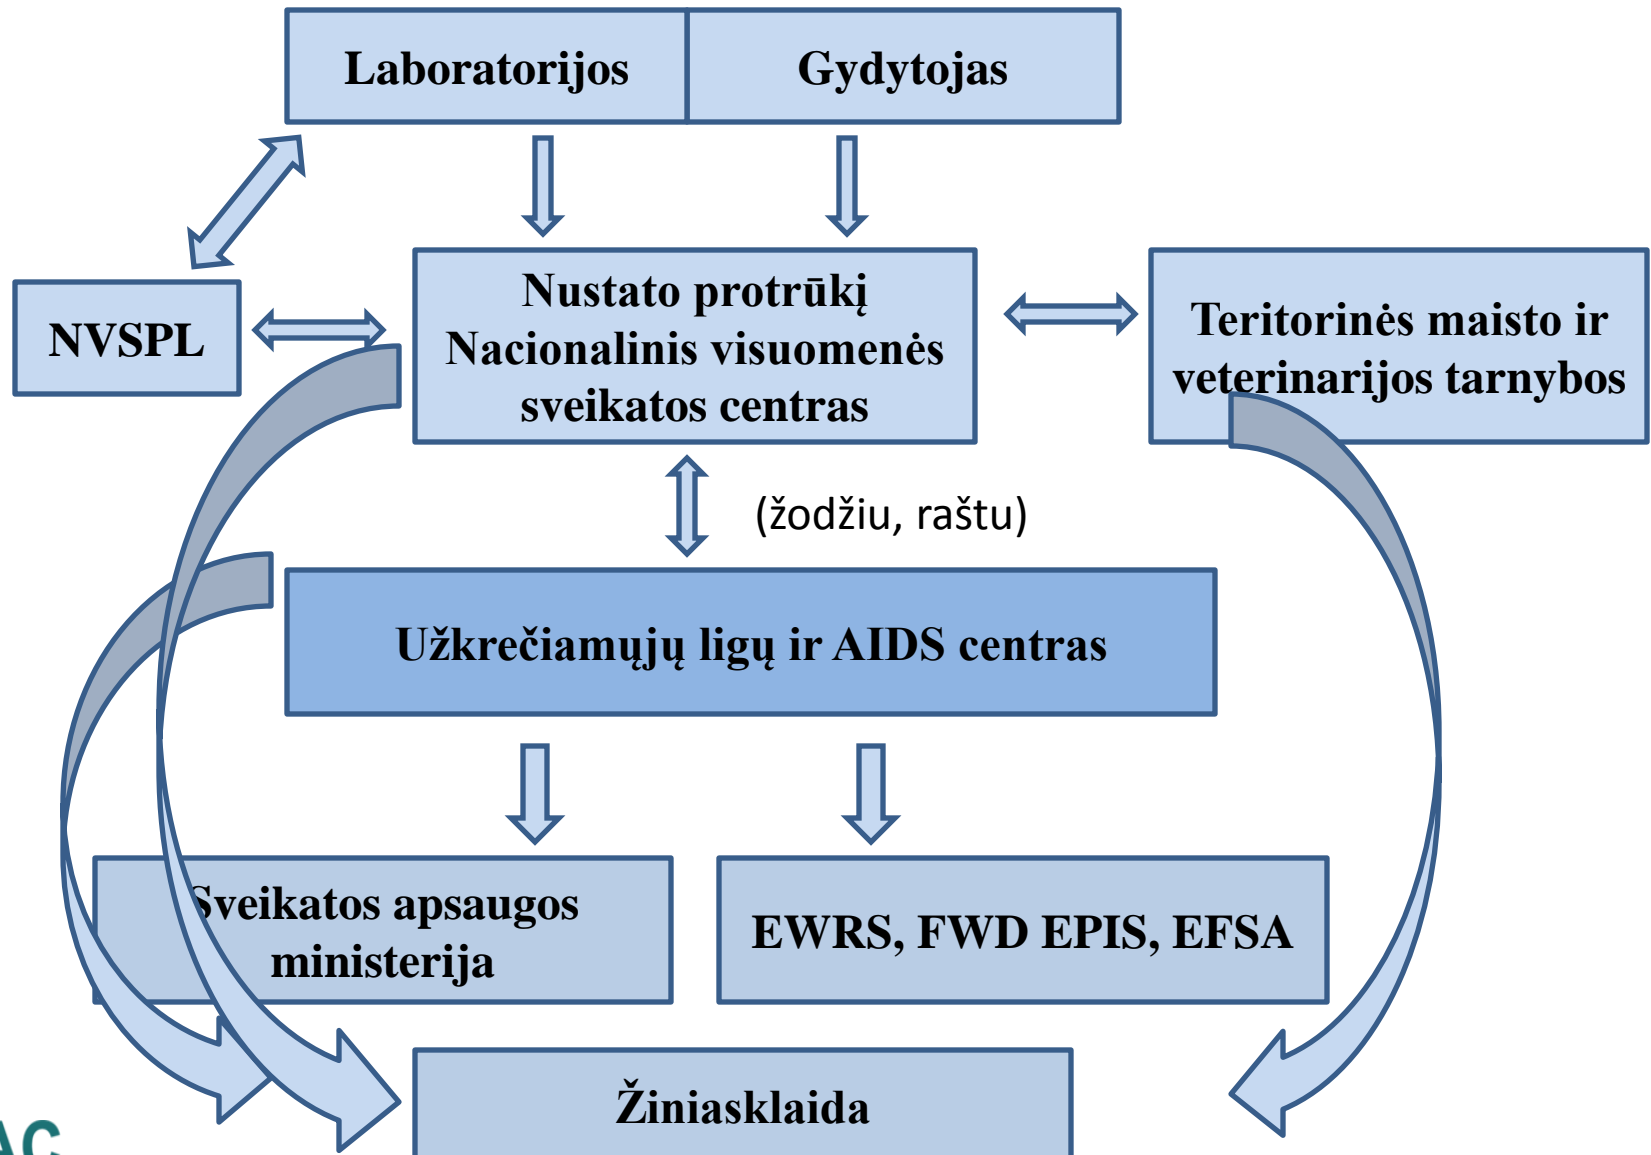 Laboratorijos
Gydytojas
Nustato protrūkį
Nacionalinis visuomenės
sveikatos centras
NVSPL
Teritorinės maisto ir
veterinarijos tarnybos
(žodžiu, raštu)
Užkrečiamųjų ligų ir AIDS centras
Sveikatos apsaugos
ministerija
EWRS, FWD EPIS, EFSA
Žiniasklaida